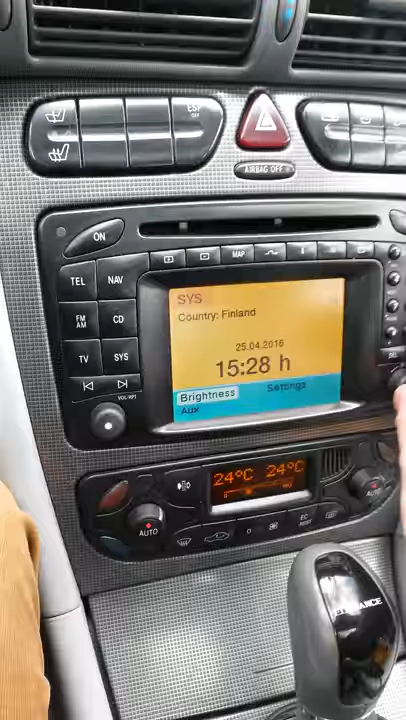 ESP
OFF
AIRBAG OFF
ON
MAP
TEL
NAV
FM
AM
CD
TV
SYS
VOL/RPT
DEL
SYS
Country: Finland
25.04.2016
15:28 h
Brightness
Settings
Aux
24°C 24°C
AUTO
AUTO
O
EC
REST